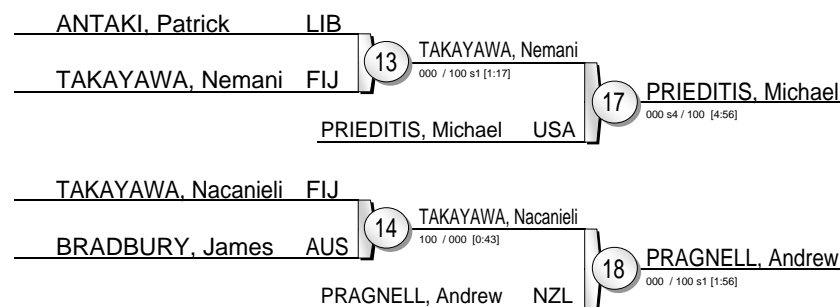 ANTAKI, Patrick LIB
13
TAKAYAWA, Nemani
000 / 100 s1 [1:17]
TAKAYAWA, Nemani FIJ
17
PRIEDITIS, Michael
000 s4 / 100 [4:56]
PRIEDITIS, Michael USA
TAKAYAWA, Nacanieli FIJ
14
TAKAYAWA, Nacanieli
100 / 000 [0:43]
BRADBURY, James AUS
18
PRAGNELL, Andrew
000 / 100 s1 [1:56]
PRAGNELL, Andrew NZL